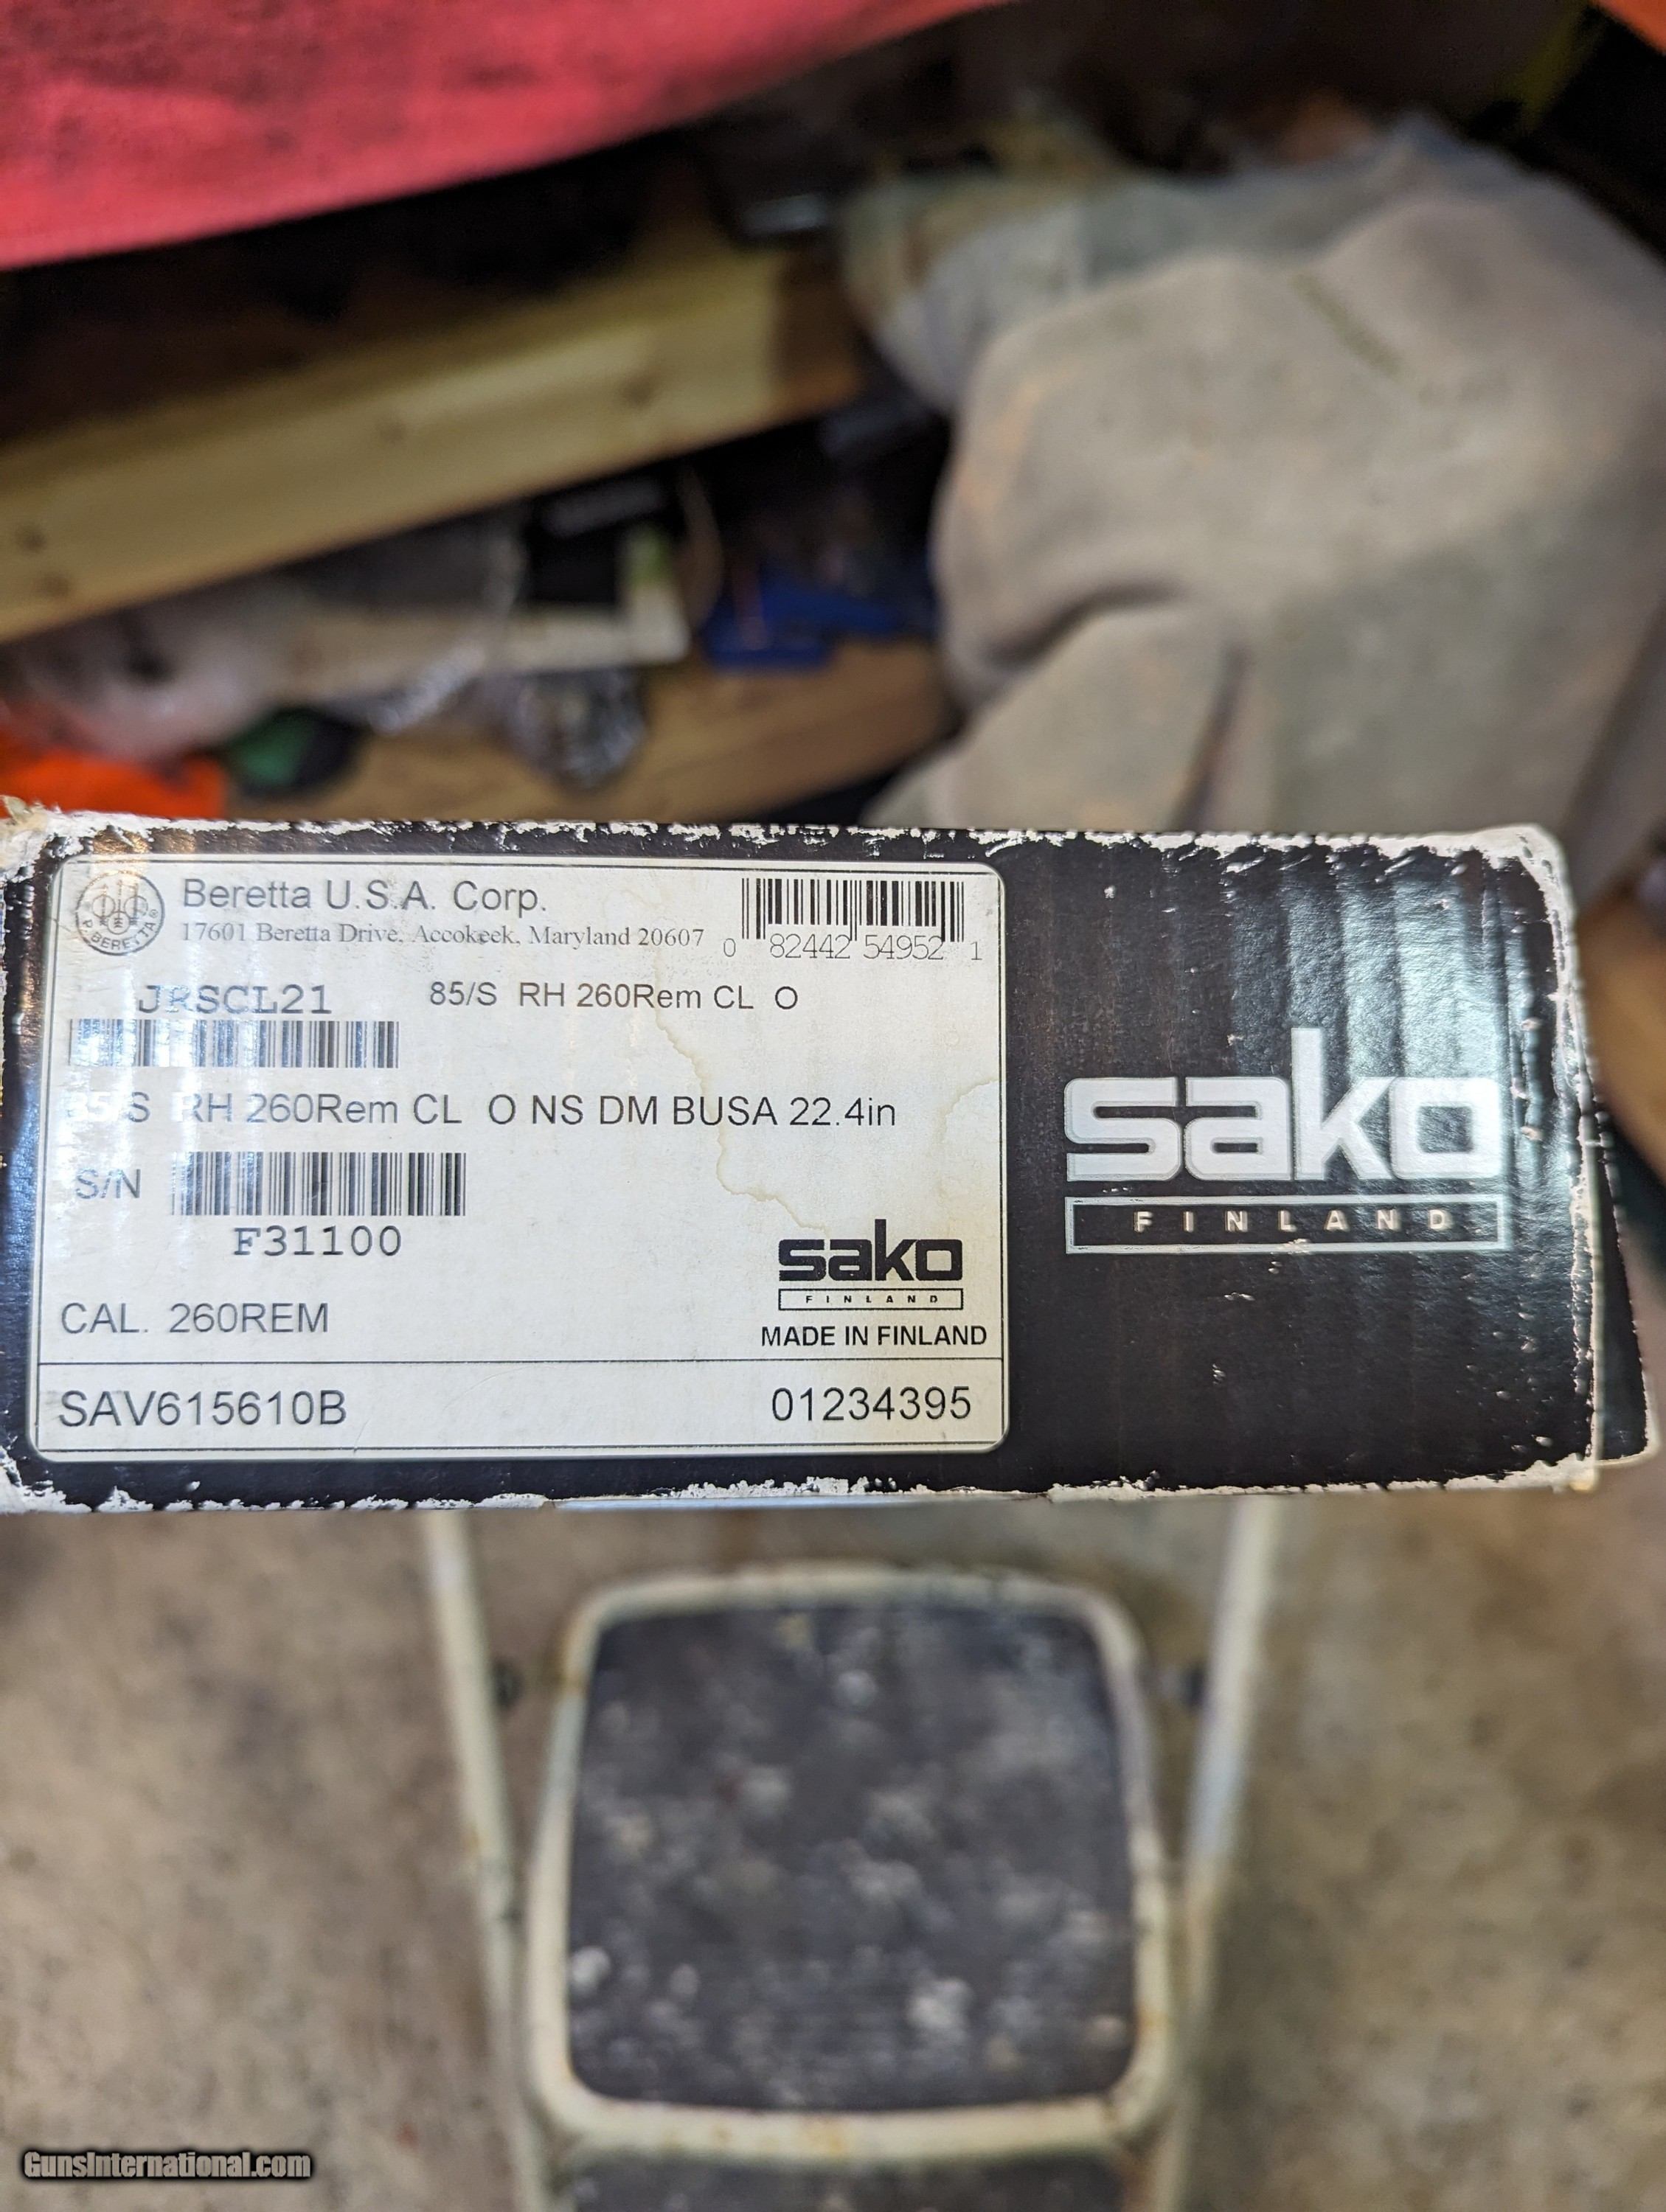 Beretta U.S.A. Corp.
17601 Beretta Drive, Accokeek, Maryland 20607
0 82442 54952 1
P. BERETTA
JRSCL21 85/S RH 260Rem CL O
85/S RH 260Rem CL O NS DM BUSA 22.4in
S/N
F31100
CAL. 260REM
sako
FINLAND
MADE IN FINLAND
SAV615610B 01234395
sako
FINLAND
GunsInternational.com